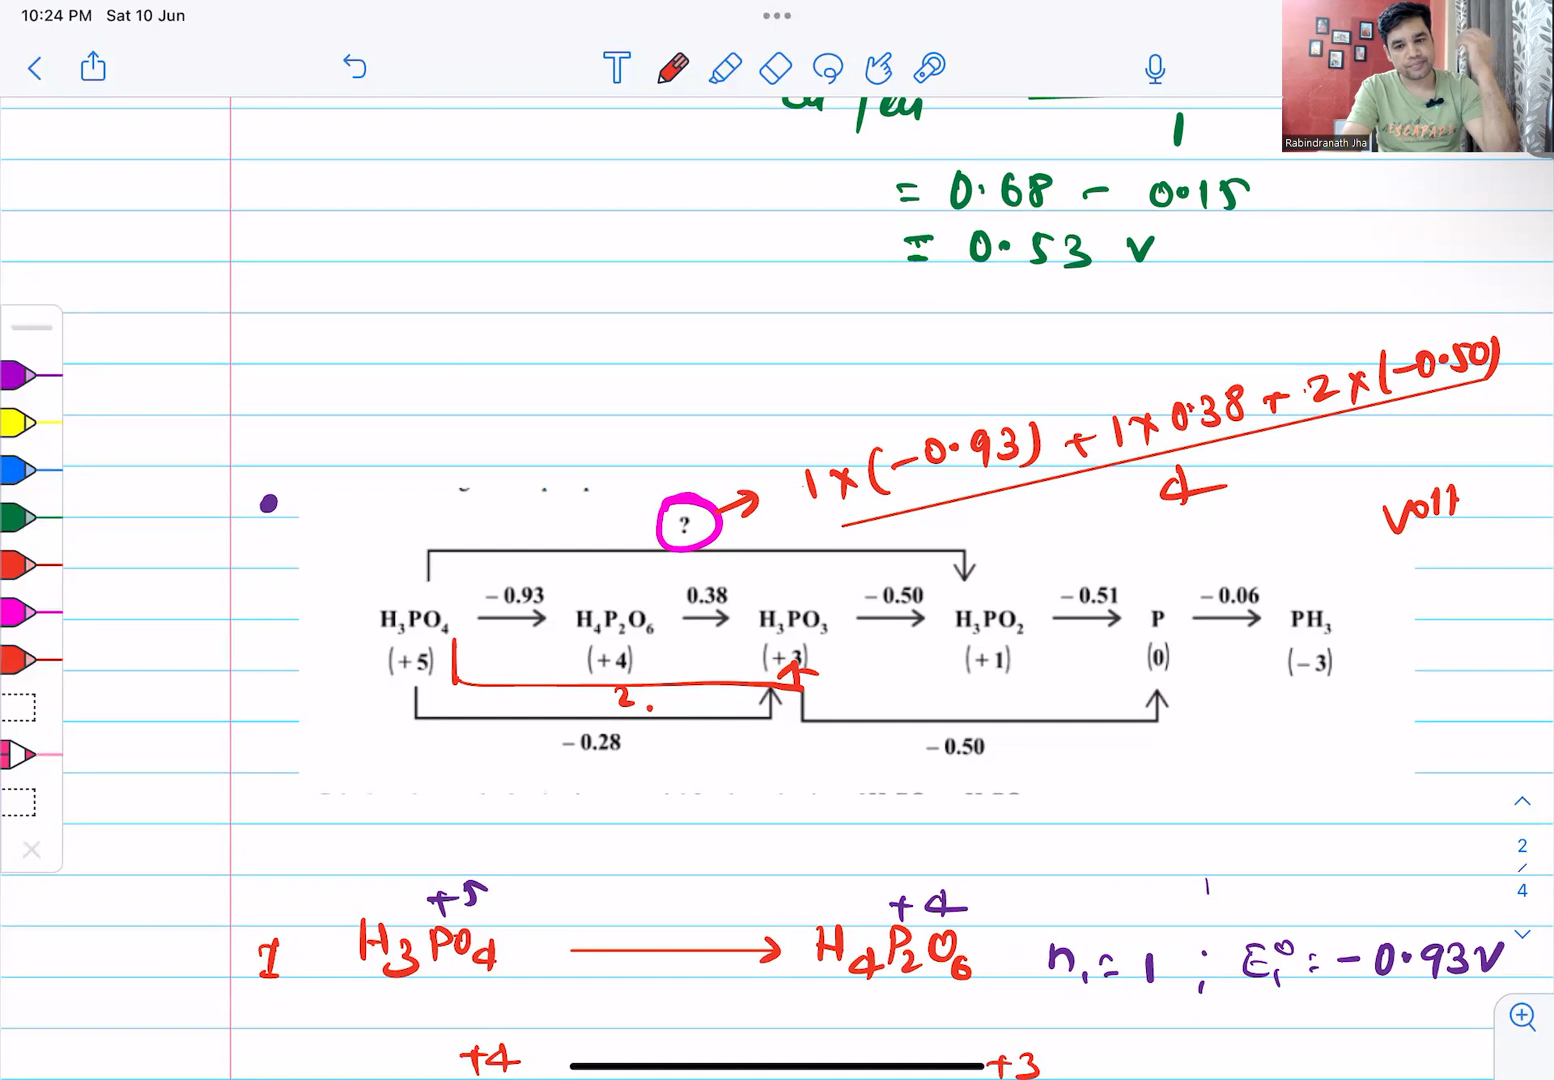 10:24 PM Sat 10 Jun
Rabindranath Jha
1
= 0.68 - 0.15
= 0.53 V
1 x (-0.93) + 1 x 0.38 + 2 x (-0.50)
4
volt
?
- 0.93 0.38 - 0.50 - 0.51 - 0.06
H₃PO₄ → H₄P₂O₆ → H₃PO₃ → H₃PO₂ → P → PH₃
(+5) (+4) (+3) (+1) (0) (-3)
2.
- 0.28 - 0.50
2
/
4
+5 +4
1 H₃PO₄ → H₄P₂O₆ n₁ = 1 ; E₁⁰ = -0.93V
+4 +3